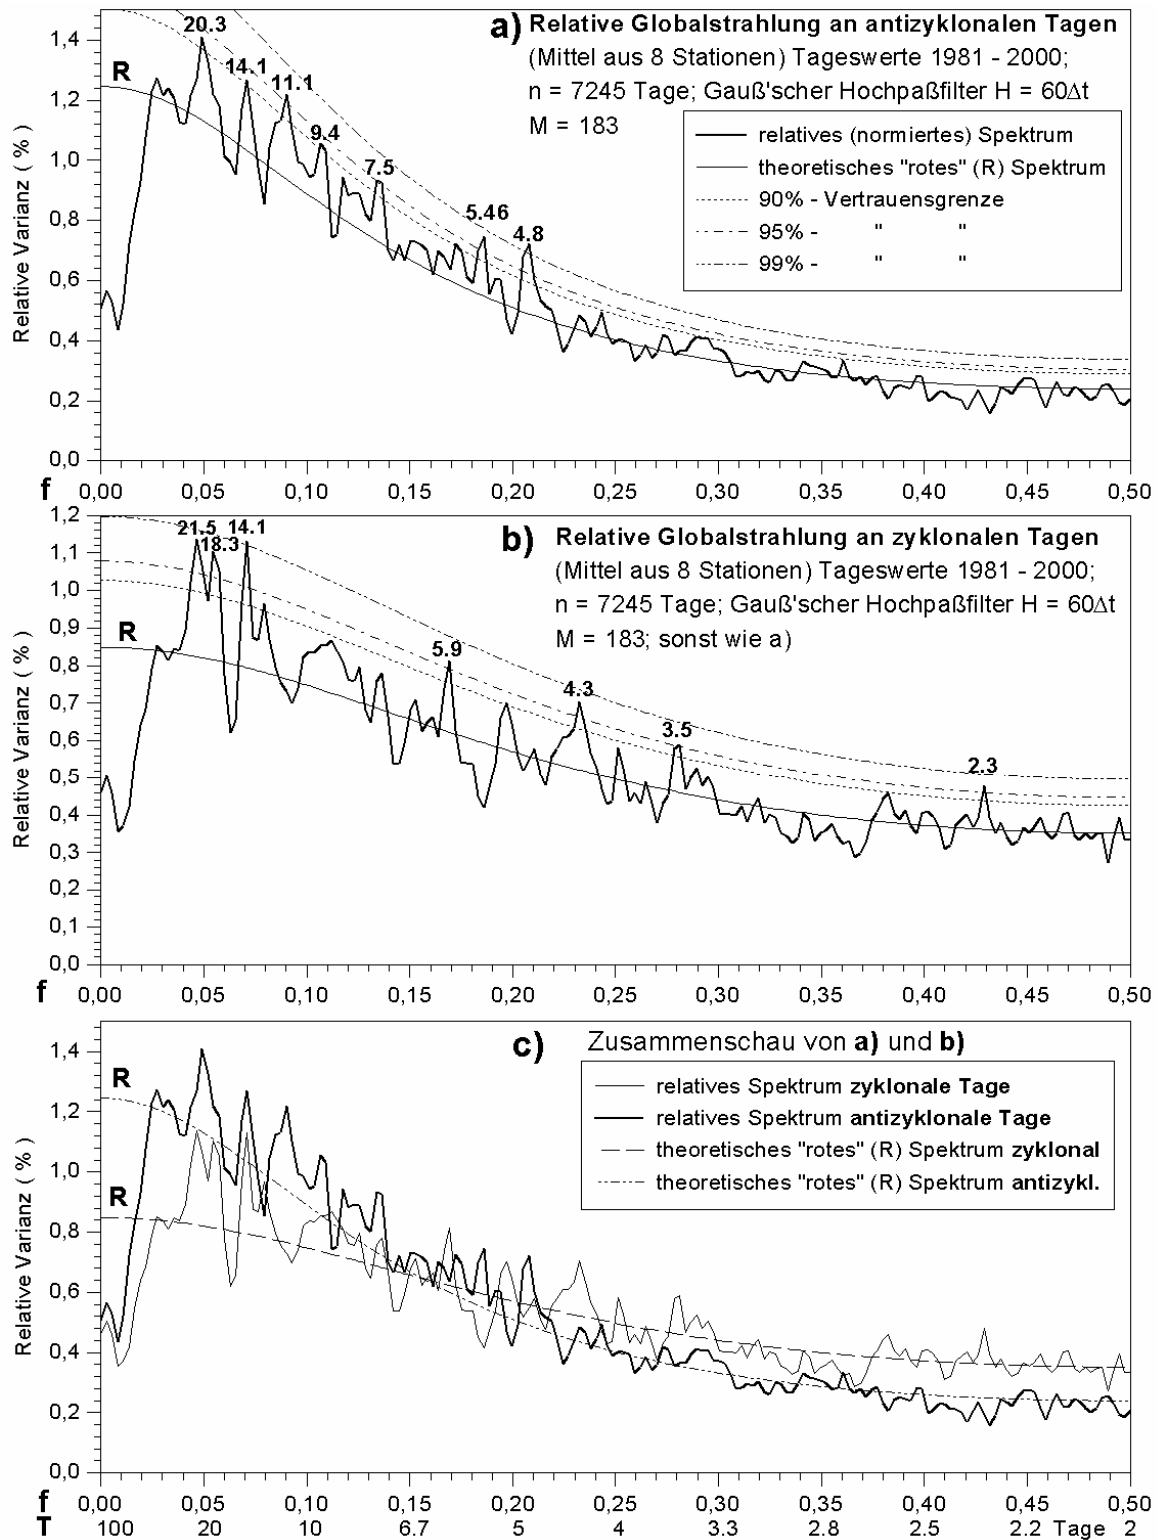 a) Relative Globalstrahlung an antizyklonalen Tagen
(Mittel aus 8 Stationen) Tageswerte 1981 - 2000;
n = 7245 Tage; Gauß'scher Hochpaßfilter H = 60Δt
M = 183
relatives (normiertes) Spektrum
theoretisches "rotes" (R) Spektrum
90% - Vertrauensgrenze
95% - " "
99% - " "
Relative Varianz ( % )
1,4
1,2
1,0
0,8
0,6
0,4
0,2
0,0
R
20.3
14.1
11.1
9.4
7.5
5.46
4.8
f
0,00 0,05 0,10 0,15 0,20 0,25 0,30 0,35 0,40 0,45 0,50
b) Relative Globalstrahlung an zyklonalen Tagen
(Mittel aus 8 Stationen) Tageswerte 1981 - 2000;
n = 7245 Tage; Gauß'scher Hochpaßfilter H = 60Δt
M = 183; sonst wie a)
Relative Varianz ( % )
1,2
1,1
1,0
0,9
0,8
0,7
0,6
0,5
0,4
0,3
0,2
0,1
0,0
R
21.5
18.3
14.1
5.9
4.3
3.5
2.3
f
0,00 0,05 0,10 0,15 0,20 0,25 0,30 0,35 0,40 0,45 0,50
c) Zusammenschau von a) und b)
relatives Spektrum zyklonale Tage
relatives Spektrum antizyklonale Tage
theoretisches "rotes" (R) Spektrum zyklonal
theoretisches "rotes" (R) Spektrum antizykl.
Relative Varianz ( % )
1,4
1,2
1,0
0,8
0,6
0,4
0,2
0,0
R
R
f
0,00 0,05 0,10 0,15 0,20 0,25 0,30 0,35 0,40 0,45 0,50
T
100 20 10 6.7 5 4 3.3 2.8 2.5 2.2 Tage 2